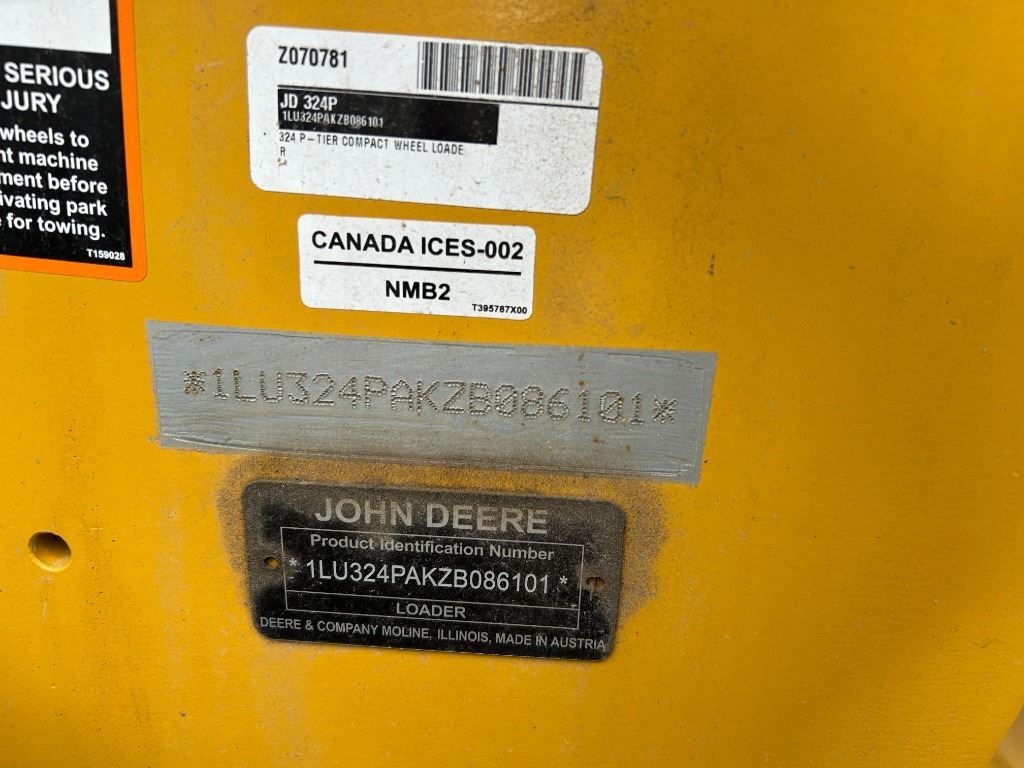 SERIOUS
JURY
wheels to
nt machine
ment before
ivating park
for towing.
T159028
Z070781
JD 324P
1LU324PAKZB086101
324 P-TIER COMPACT WHEEL LOADE
R
CANADA ICES-002
NMB2
T395787X00
*1LU324PAKZB086101*
JOHN DEERE
Product Identification Number
* 1LU324PAKZB086101 *
LOADER
DEERE & COMPANY MOLINE, ILLINOIS, MADE IN AUSTRIA